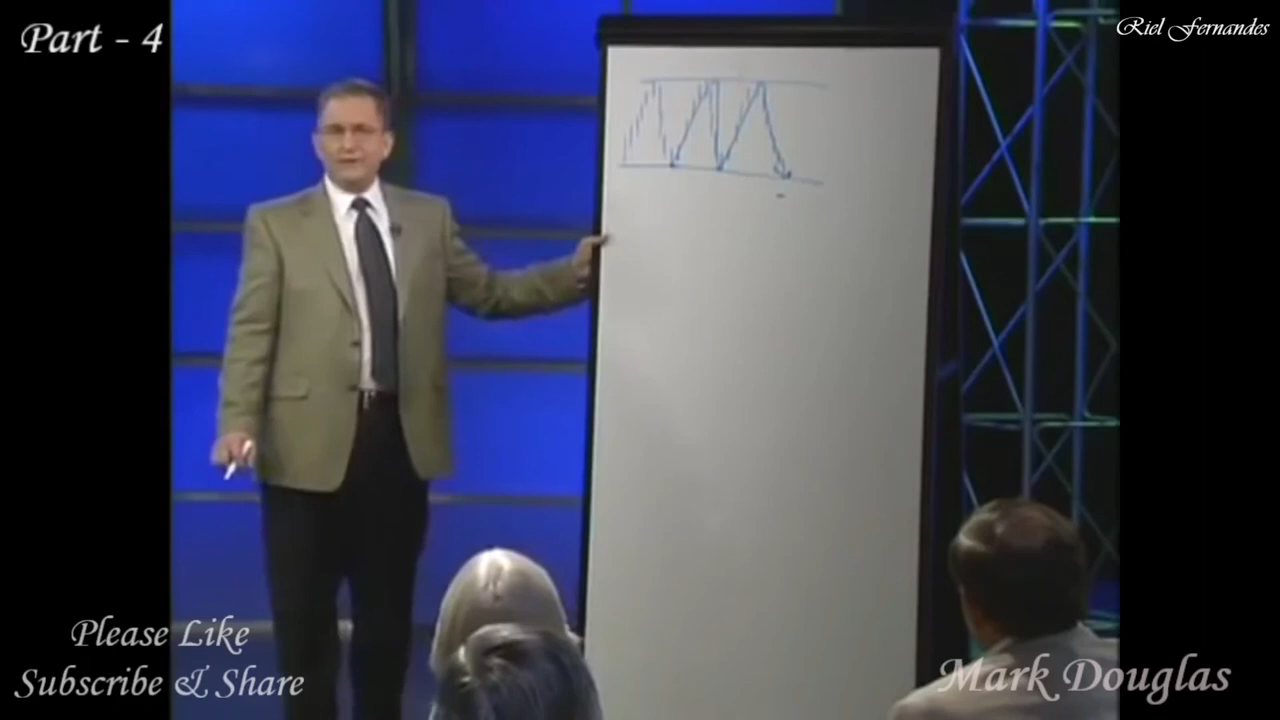 Part - 4
Riel Fernandes
Please Like
Subscribe & Share
Mark Douglas